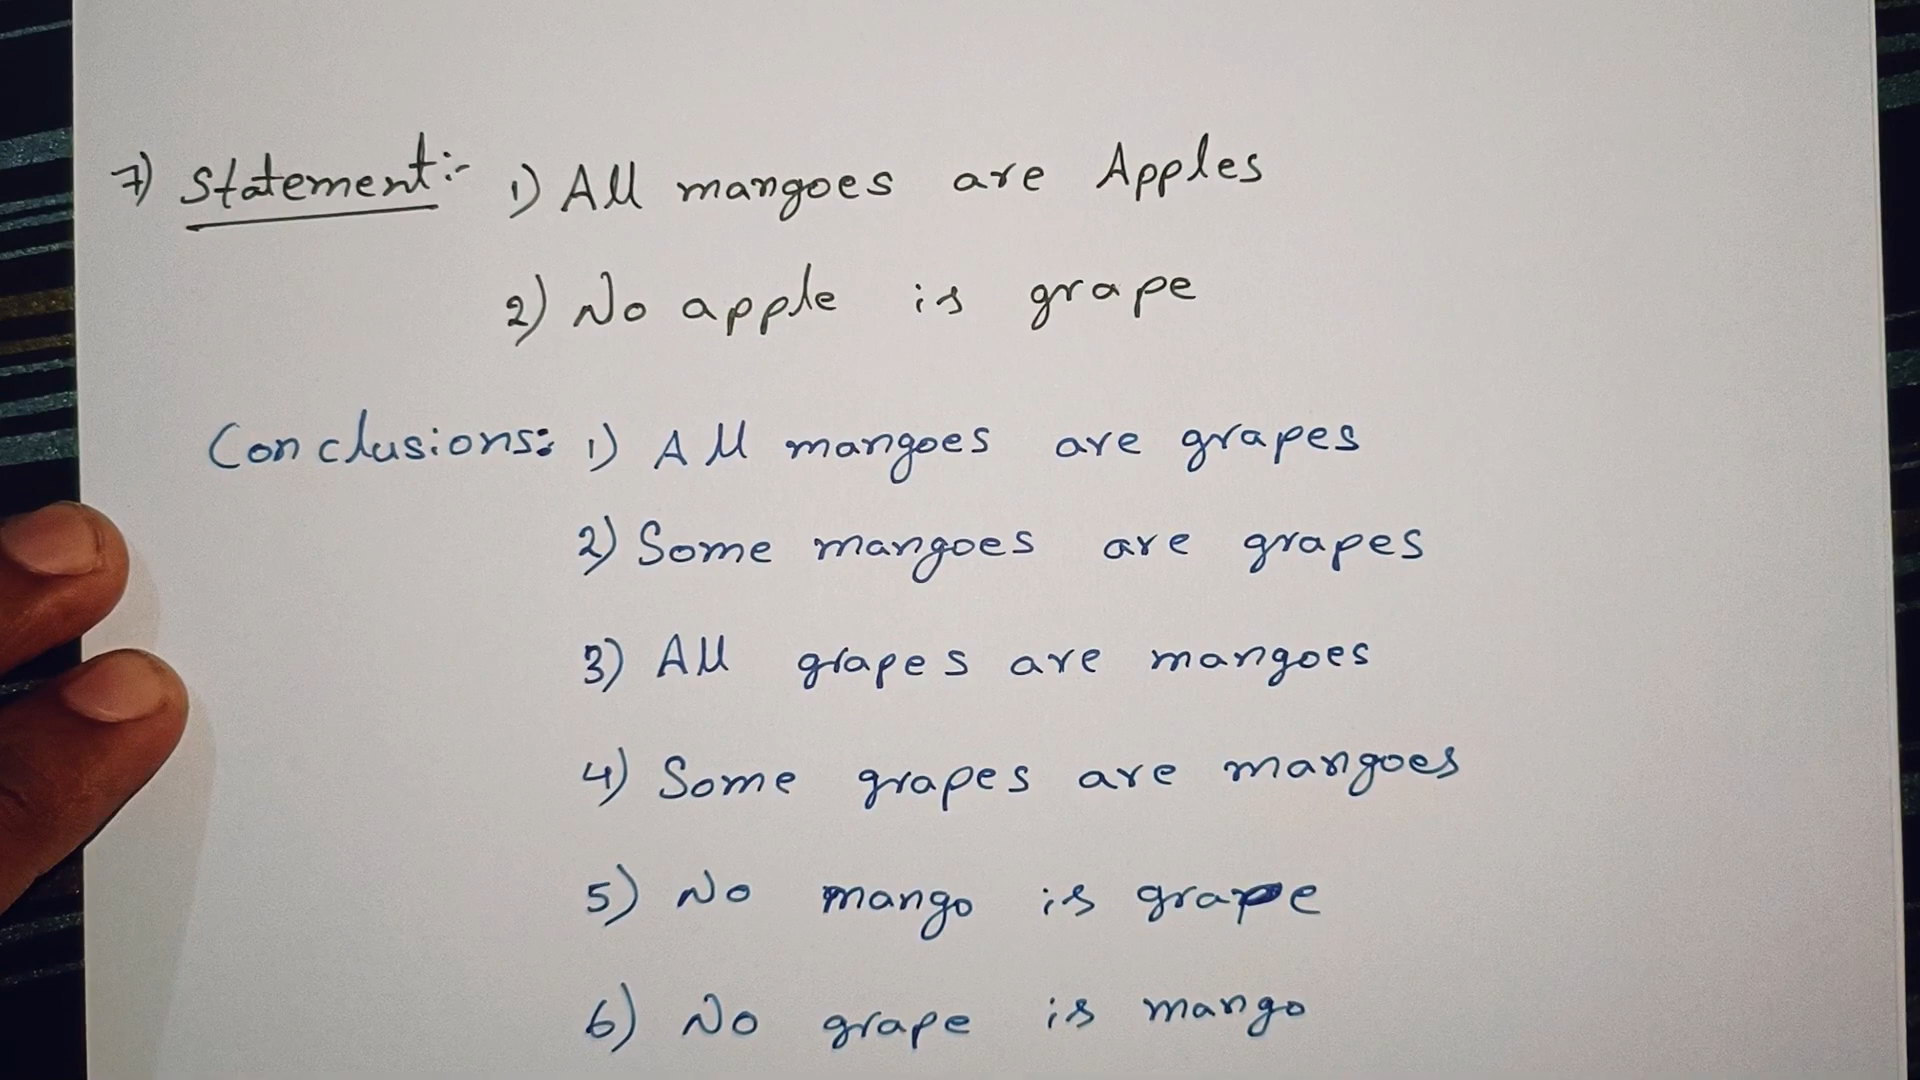 7) Statement:- 1) All mangoes are Apples
2) No apple is grape
Conclusions: 1) All mangoes are grapes
2) Some mangoes are grapes
3) All grapes are mangoes
4) Some grapes are mangoes
5) No mango is grape
6) No grape is mango